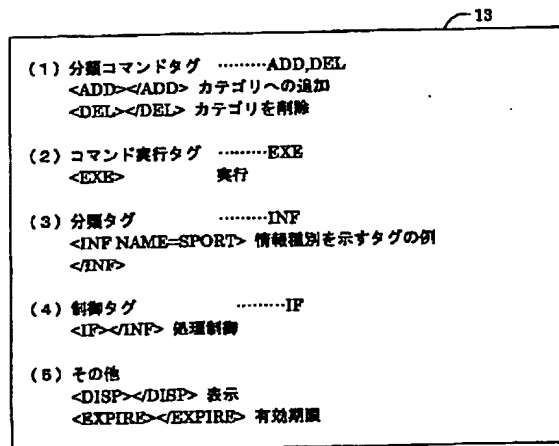 13
(1) 分類コマンドタグ ………ADD,DEL
<ADD></ADD> カテゴリへの追加
<DEL></DEL> カテゴリを削除
(2) コマンド実行タグ ………EXE
<EXE> 実行
(3) 分類タグ ………INF
<INF NAME=SPORT> 情報種別を示すタグの例
</INF>
(4) 制御タグ ………IF
<IF></INF> 処理制御
(5) その他
<DISP></DISP> 表示
<EXPIRE></EXPIRE> 有効期限